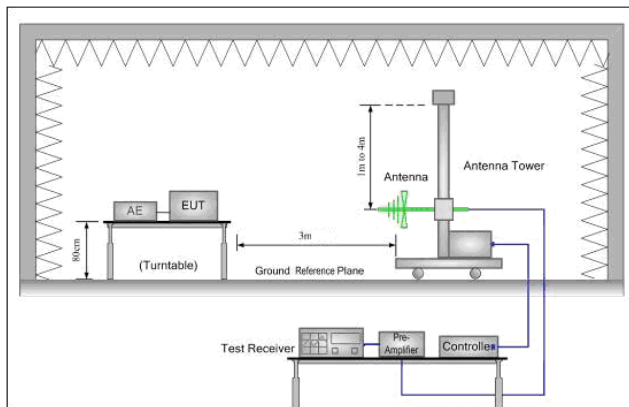 1m to 4m
Antenna
Antenna Tower
AE
EUT
80cm
(Turntable)
3m
Ground Reference Plane
Test Receiver
Pre-
Amplifier
Controller